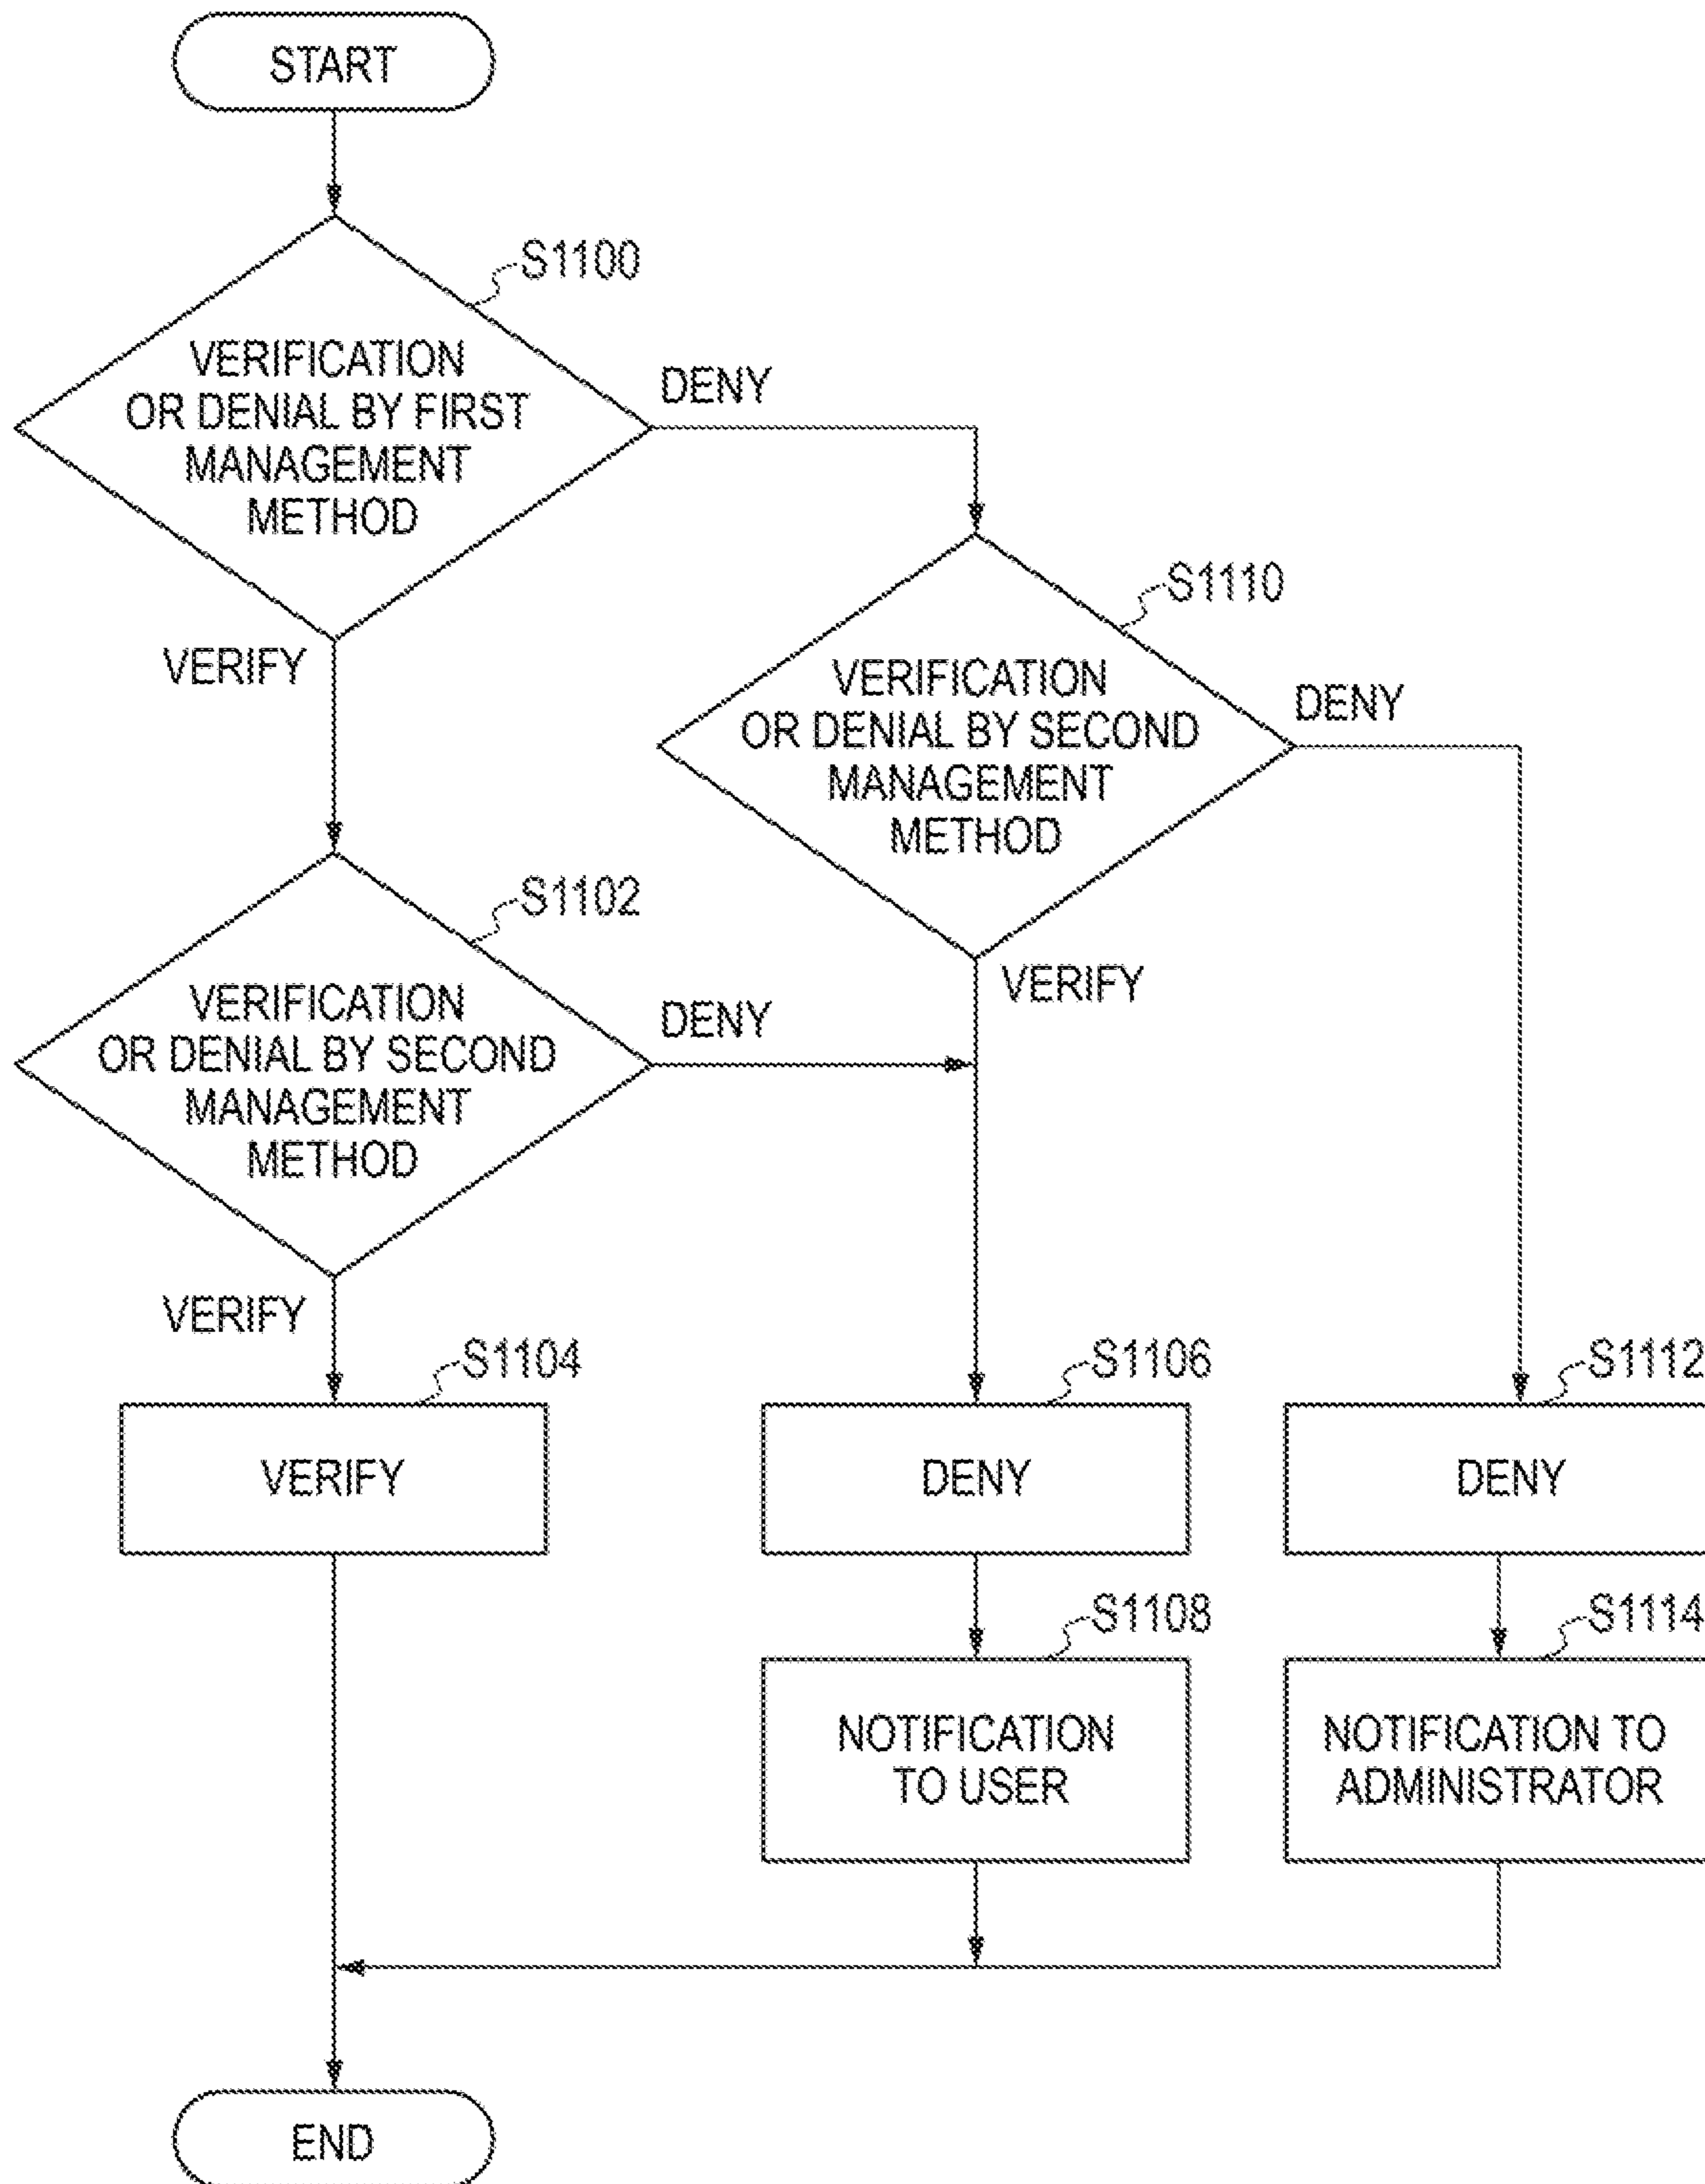 START
S1100
VERIFICATION
OR DENIAL BY FIRST
MANAGEMENT
METHOD
DENY
VERIFY
S1110
VERIFICATION
OR DENIAL BY SECOND
MANAGEMENT
METHOD
DENY
VERIFY
S1102
VERIFICATION
OR DENIAL BY SECOND
MANAGEMENT
METHOD
DENY
VERIFY
S1104
VERIFY
S1106
DENY
S1112
DENY
S1108
NOTIFICATION
TO USER
S1114
NOTIFICATION TO
ADMINISTRATOR
END